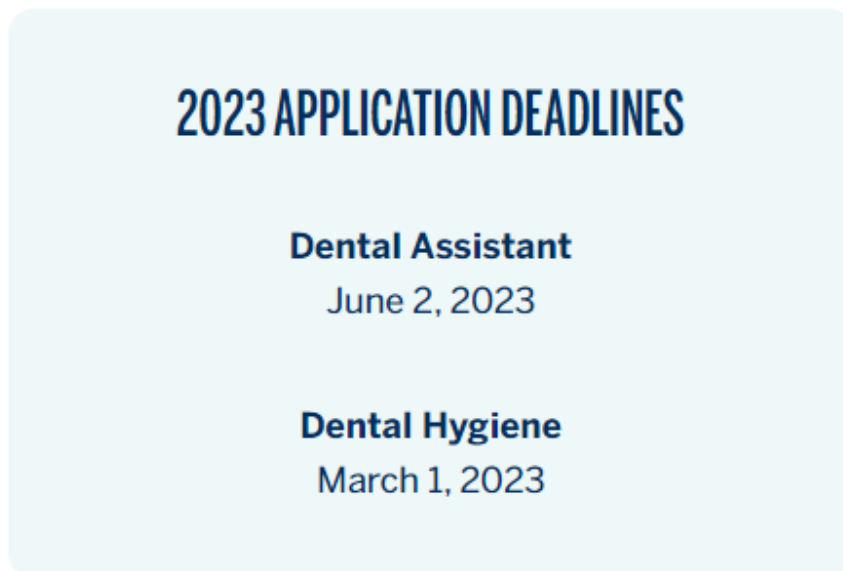 2023 APPLICATION DEADLINES
Dental Assistant
June 2, 2023
Dental Hygiene
March 1, 2023